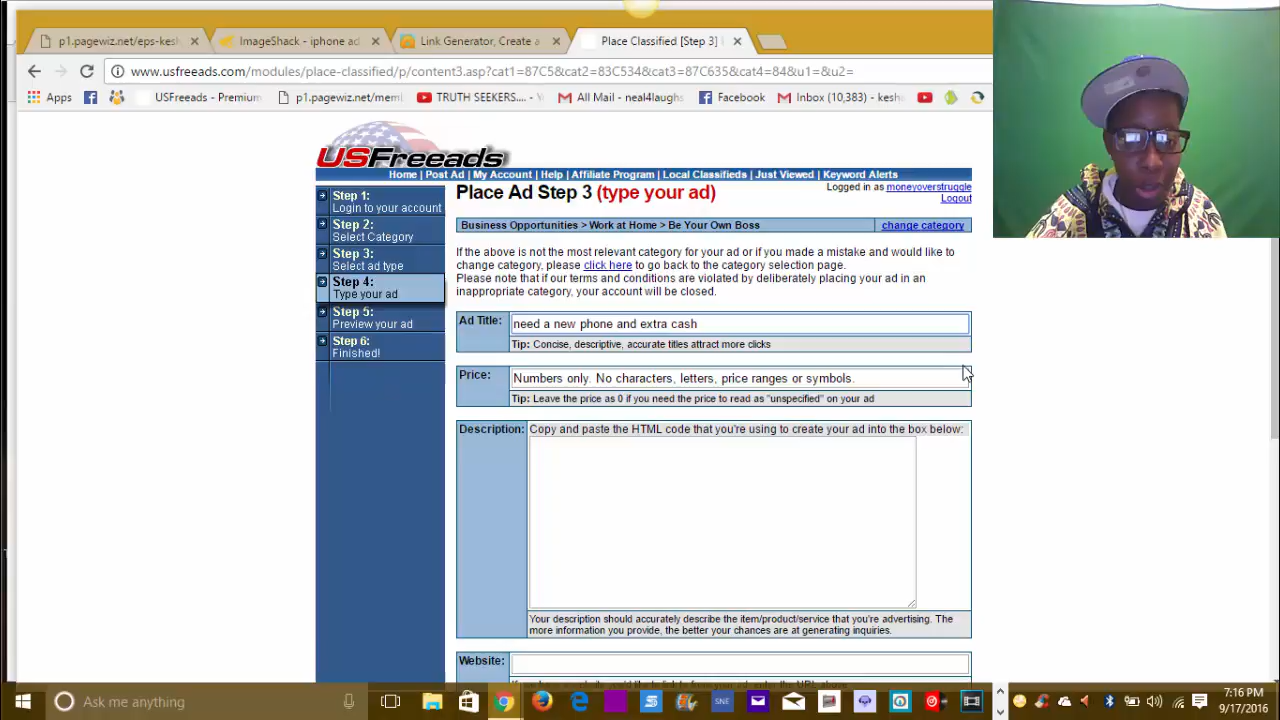 p1.pagewiz.net/eps-kesh
ImageShack - iphone ad
Link Generator, Create a
Place Classified [Step 3]
www.usfreeads.com/modules/place-classified/p/content3.asp?cat1=87C5&cat2=83C534&cat3=87C635&cat4=84&u1=&u2=
Apps
USFreeads - Premium
p1.pagewiz.net/meml
TRUTH SEEKERS....
All Mail - neal4laughs
Facebook
Inbox (10,383) - kesha
USFreeads
Home | Post Ad | My Account | Help | Affiliate Program | Local Classifieds | Just Viewed | Keyword Alerts
Step 1:
Login to your account
Step 2:
Select Category
Step 3:
Select ad type
Step 4:
Type your ad
Step 5:
Preview your ad
Step 6:
Finished!
Place Ad Step 3 (type your ad)
Logged in as moneyoverstruggle
Logout
Business Opportunities > Work at Home > Be Your Own Boss
change category
If the above is not the most relevant category for your ad or if you made a mistake and would like to
change category, please click here to go back to the category selection page.
Please note that if our terms and conditions are violated by deliberately placing your ad in an
inappropriate category, your account will be closed.
Ad Title:
need a new phone and extra cash
Tip: Concise, descriptive, accurate titles attract more clicks
Price:
Numbers only. No characters, letters, price ranges or symbols.
Tip: Leave the price as 0 if you need the price to read as "unspecified" on your ad
Description:
Copy and paste the HTML code that you're using to create your ad into the box below:
Your description should accurately describe the item/product/service that you're advertising. The
more information you provide, the better your chances are at generating inquiries.
Website:
Ask me anything
SNE
7:16 PM
9/17/2016